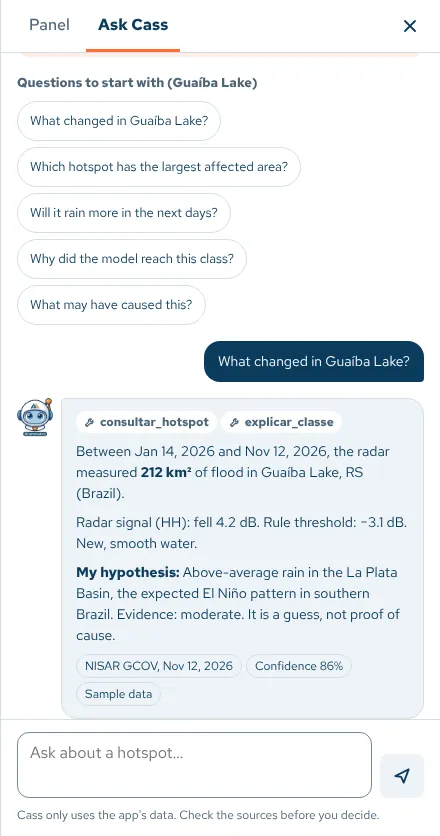 Panel
Ask Cass
Questions to start with (Guaíba Lake)
What changed in Guaíba Lake?
Which hotspot has the largest affected area?
Will it rain more in the next days?
Why did the model reach this class?
What may have caused this?
What changed in Guaíba Lake?
consultar_hotspot
explicar_classe
Between Jan 14, 2026 and Nov 12, 2026, the radar
measured 212 km² of flood in Guaíba Lake, RS
(Brazil).
Radar signal (HH): fell 4.2 dB. Rule threshold: −3.1 dB.
New, smooth water.
My hypothesis: Above-average rain in the La Plata
Basin, the expected El Niño pattern in southern
Brazil. Evidence: moderate. It is a guess, not proof of
cause.
NISAR GCOV, Nov 12, 2026
Confidence 86%
Sample data
Ask about a hotspot...
Cass only uses the app's data. Check the sources before you decide.